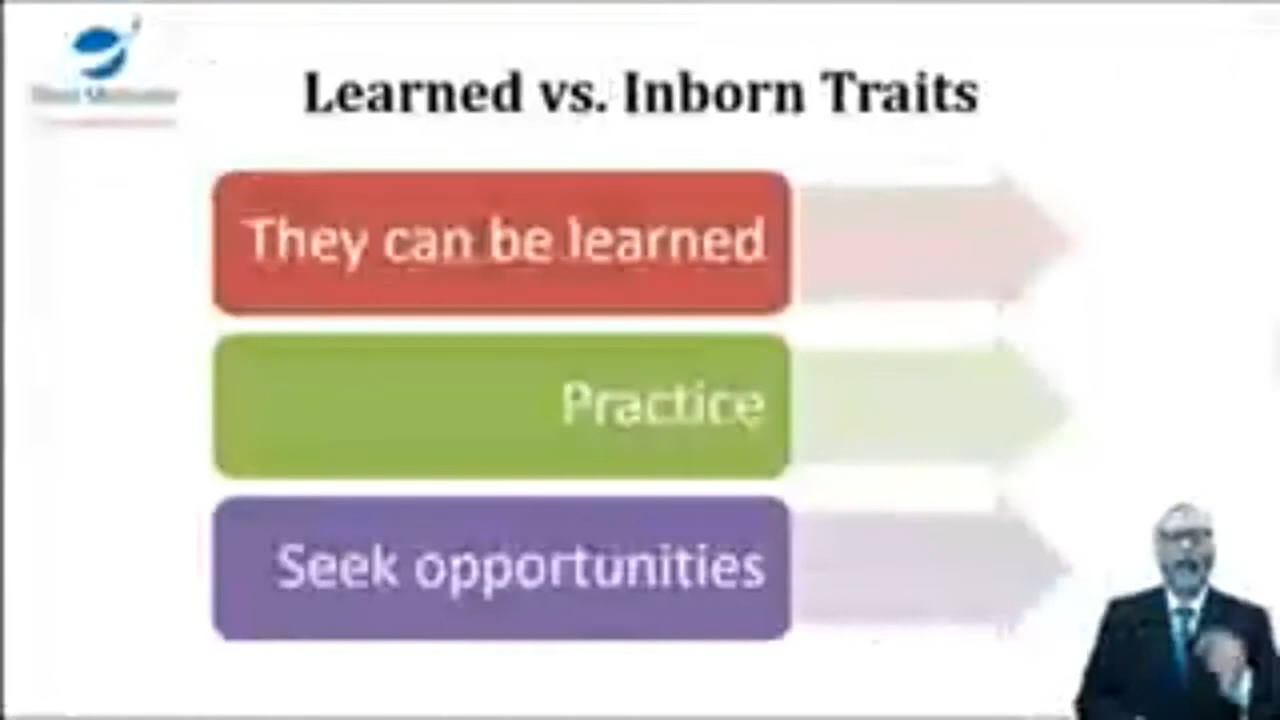 Learned vs. Inborn Traits
They can be learned
Practice
Seek opportunities